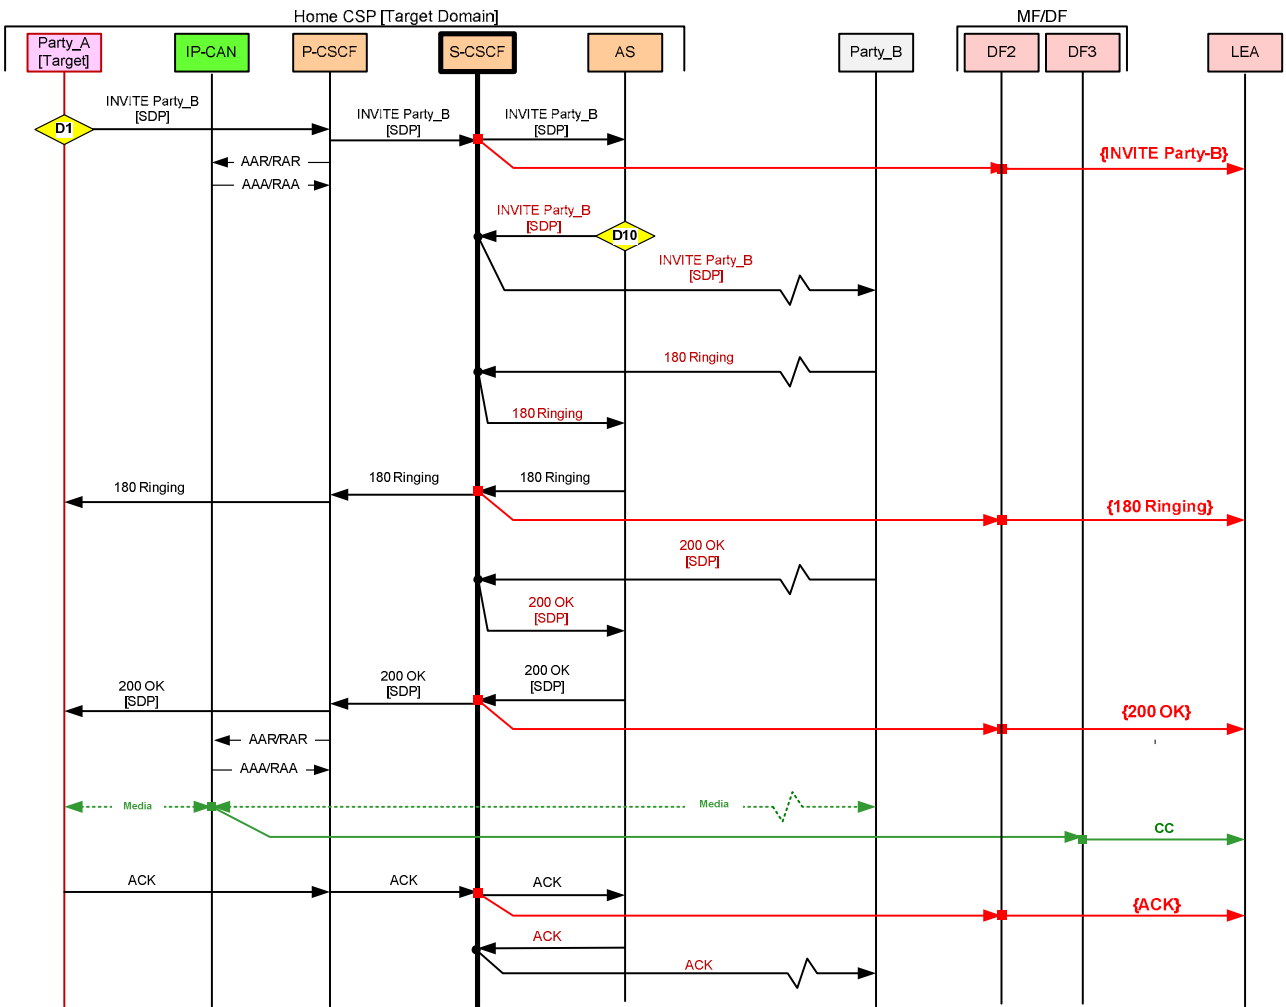 Home CSP [Target Domain]
MF/DF
Party_A
[Target]
IP-CAN
P-CSCF
S-CSCF
AS
Party_B
DF2
DF3
LEA
INVITE Party_B
[SDP]
D1
INVITE Party_B
[SDP]
INVITE Party_B
[SDP]
{INVITE Party-B}
AAR/RAR
AAA/RAA
INVITE Party_B
[SDP]
D10
INVITE Party_B
[SDP]
180 Ringing
180 Ringing
180 Ringing
180 Ringing
180 Ringing
{180 Ringing}
200 OK
[SDP]
200 OK
[SDP]
200 OK
[SDP]
200 OK
[SDP]
200 OK
[SDP]
{200 OK}
AAR/RAR
AAA/RAA
Media
Media
CC
ACK
ACK
ACK
{ACK}
ACK
ACK